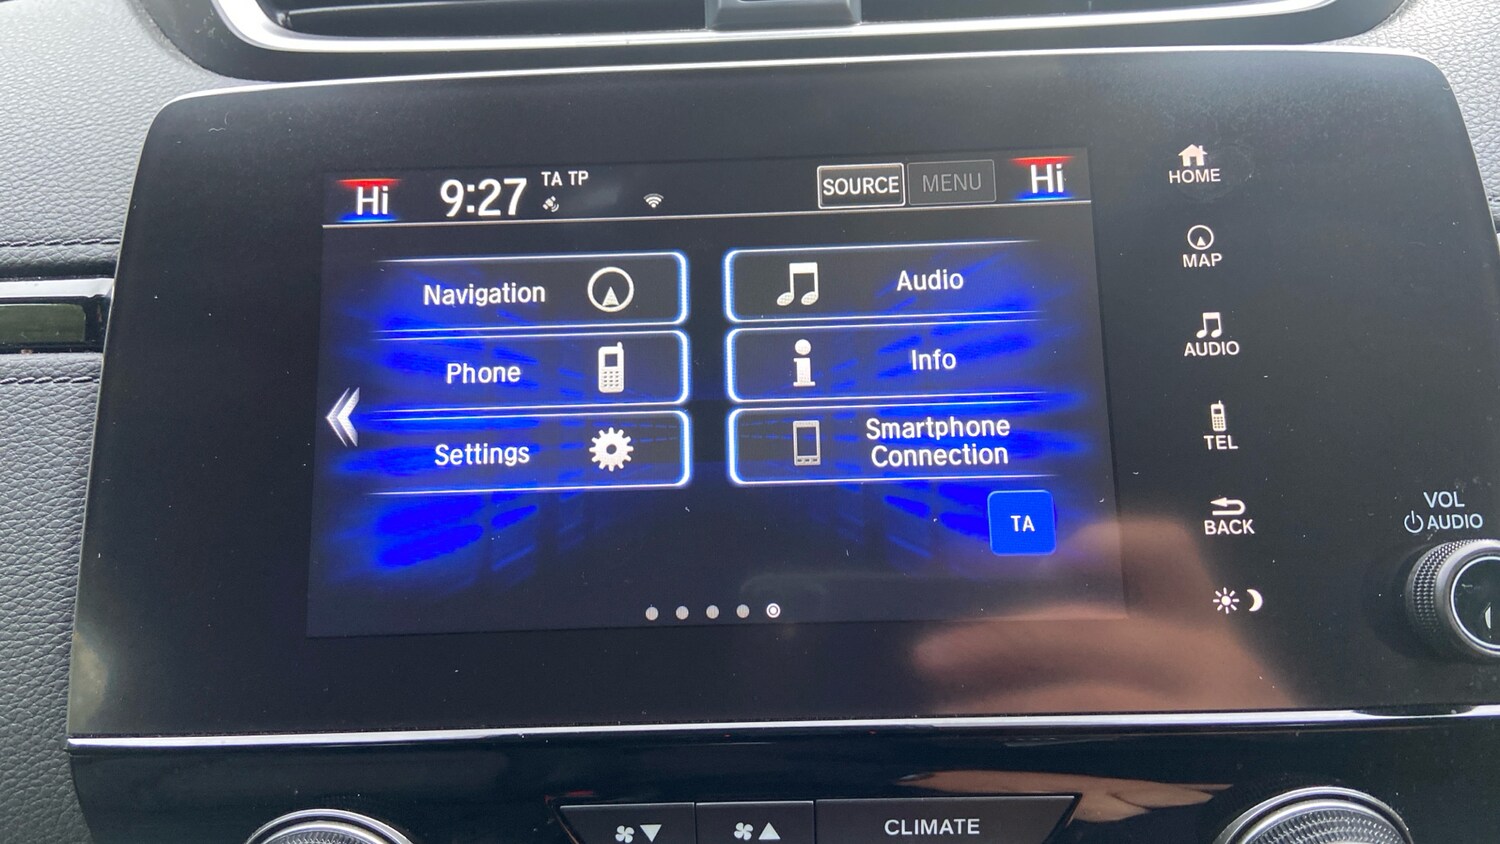 Hi 9:27 TA TP SOURCE MENU Hi
Navigation
Audio
Phone
Info
Settings
Smartphone
Connection
TA
HOME
MAP
AUDIO
TEL
BACK
VOL
AUDIO
CLIMATE